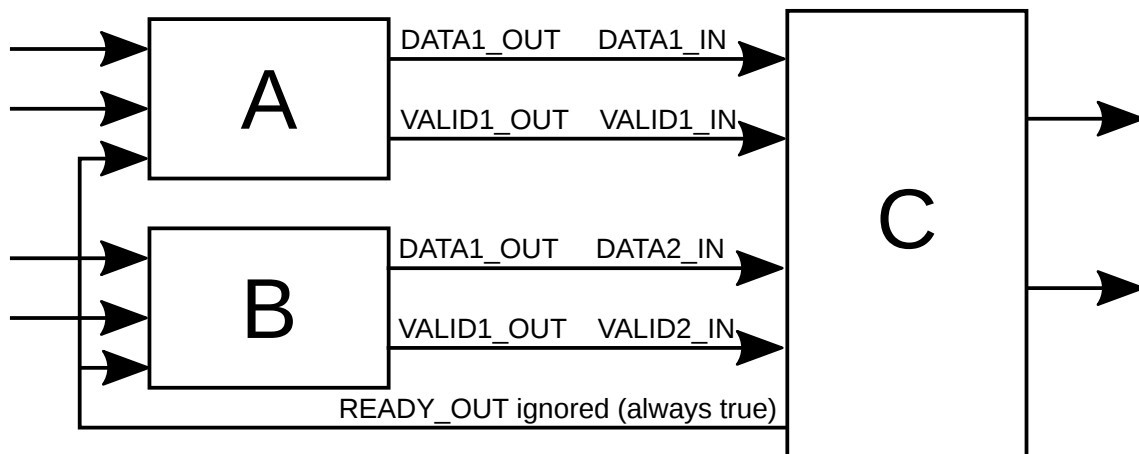 A
DATA1_OUT DATA1_IN
VALID1_OUT VALID1_IN
B
DATA1_OUT DATA2_IN
VALID1_OUT VALID2_IN
READY_OUT ignored (always true)
C